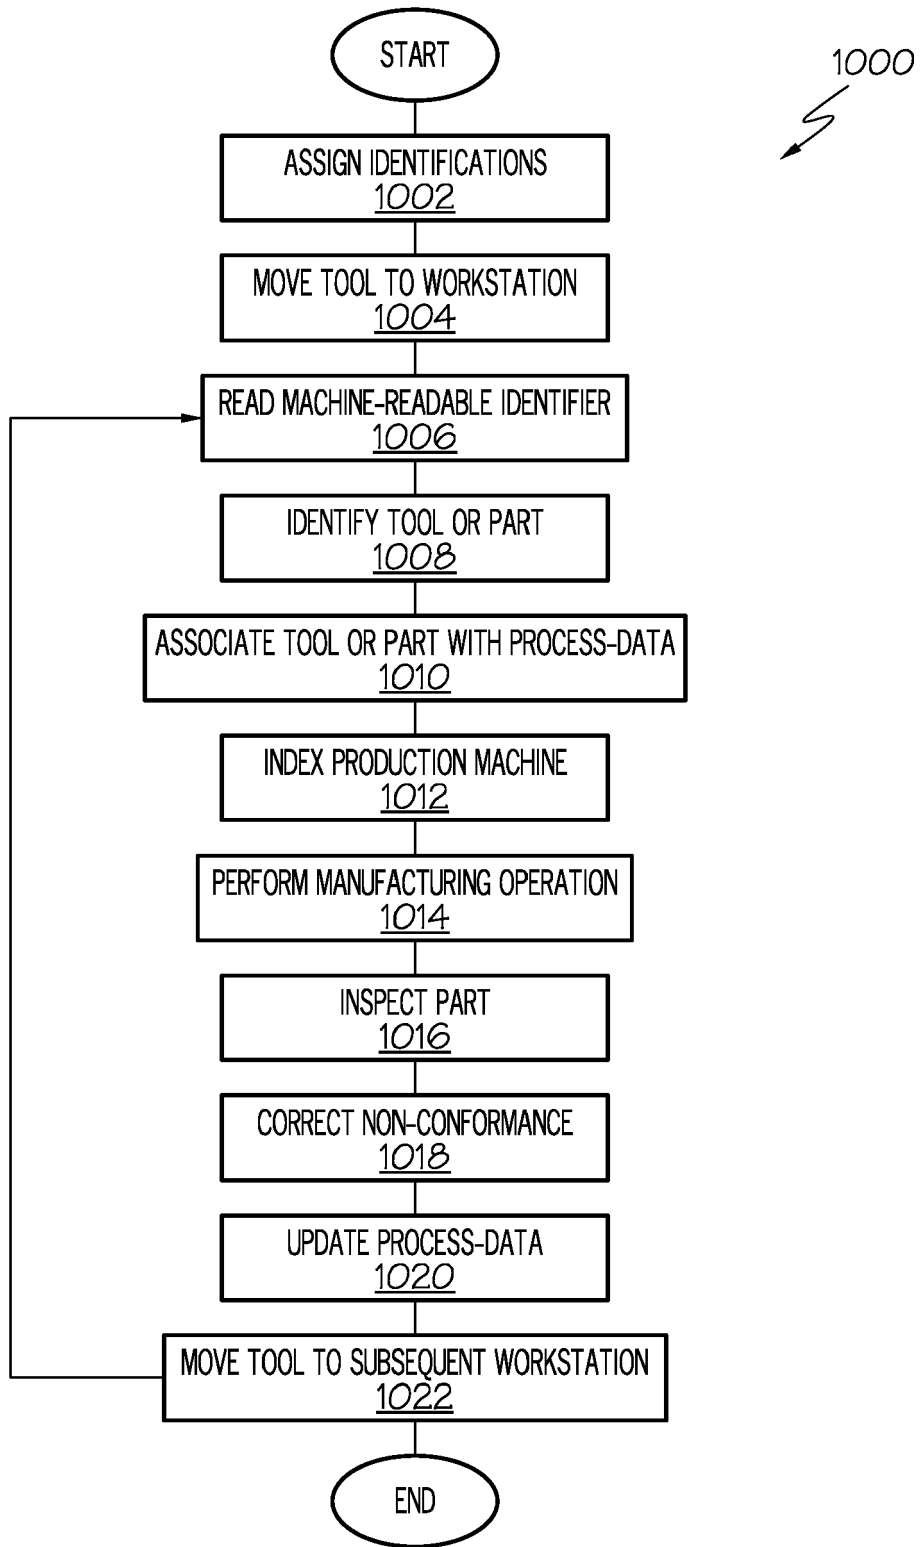 START
1000
ASSIGN IDENTIFICATIONS
1002
MOVE TOOL TO WORKSTATION
1004
READ MACHINE-READABLE IDENTIFIER
1006
IDENTIFY TOOL OR PART
1008
ASSOCIATE TOOL OR PART WITH PROCESS-DATA
1010
INDEX PRODUCTION MACHINE
1012
PERFORM MANUFACTURING OPERATION
1014
INSPECT PART
1016
CORRECT NON-CONFORMANCE
1018
UPDATE PROCESS-DATA
1020
MOVE TOOL TO SUBSEQUENT WORKSTATION
1022
END